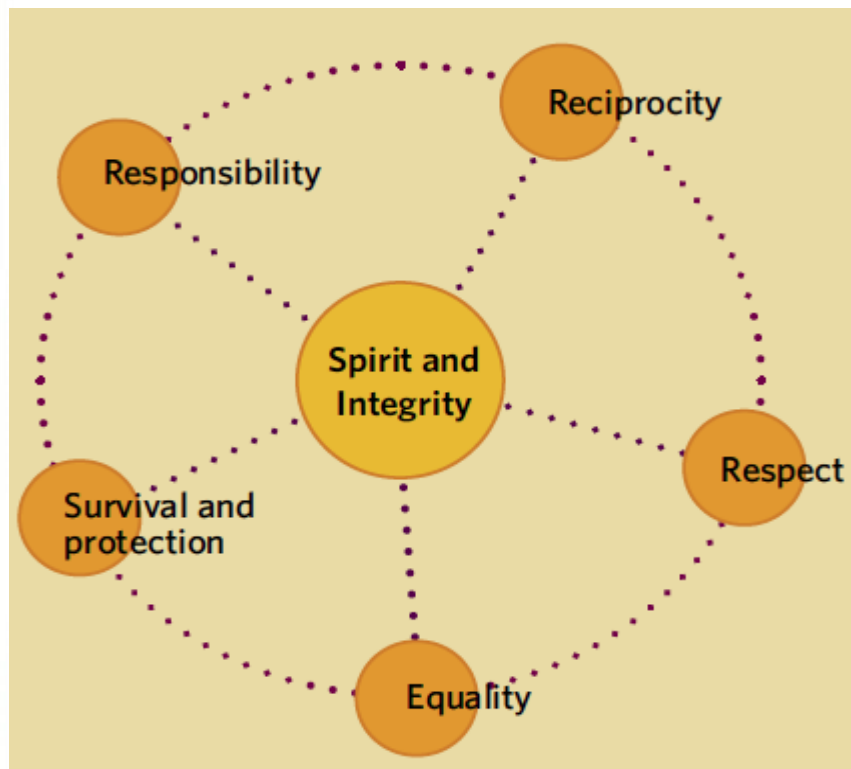 Reciprocity
Responsibility
Spirit and
Integrity
Respect
Survival and
protection
Equality